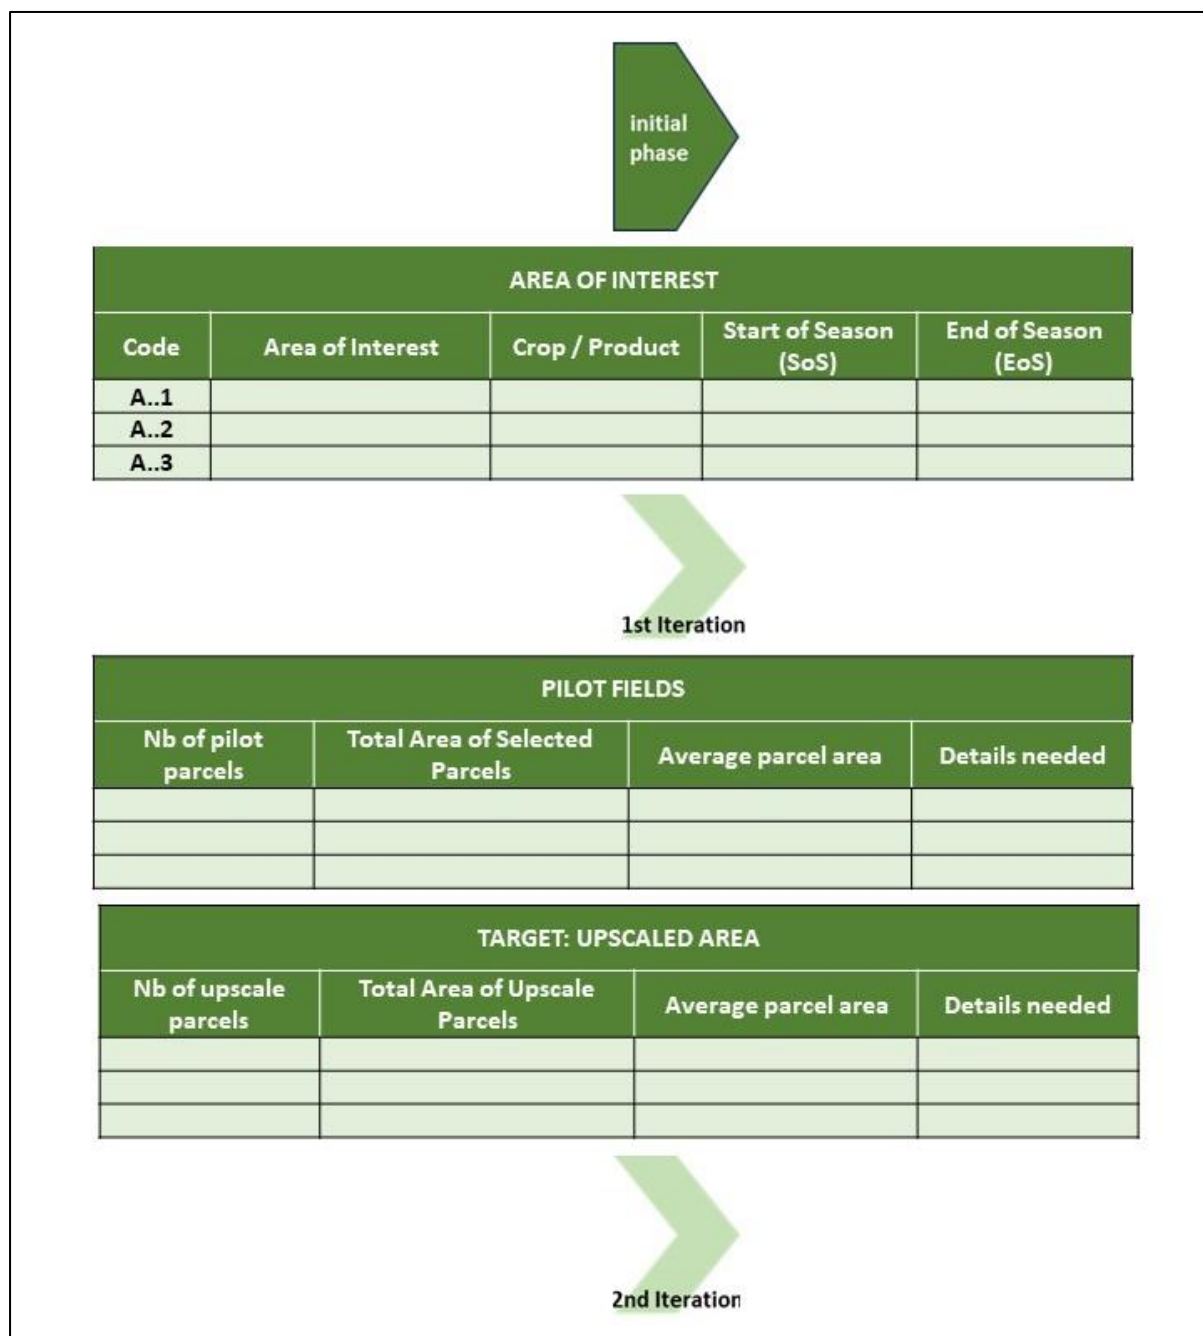 initial
phase
AREA OF INTEREST
Code Area of Interest Crop / Product Start of Season (SoS) End of Season (EoS)
A..1
A..2
A..3
1st Iteration
PILOT FIELDS
Nb of pilot parcels Total Area of Selected Parcels Average parcel area Details needed
TARGET: UPSCALED AREA
Nb of upscale parcels Total Area of Upscale Parcels Average parcel area Details needed
2nd Iteration